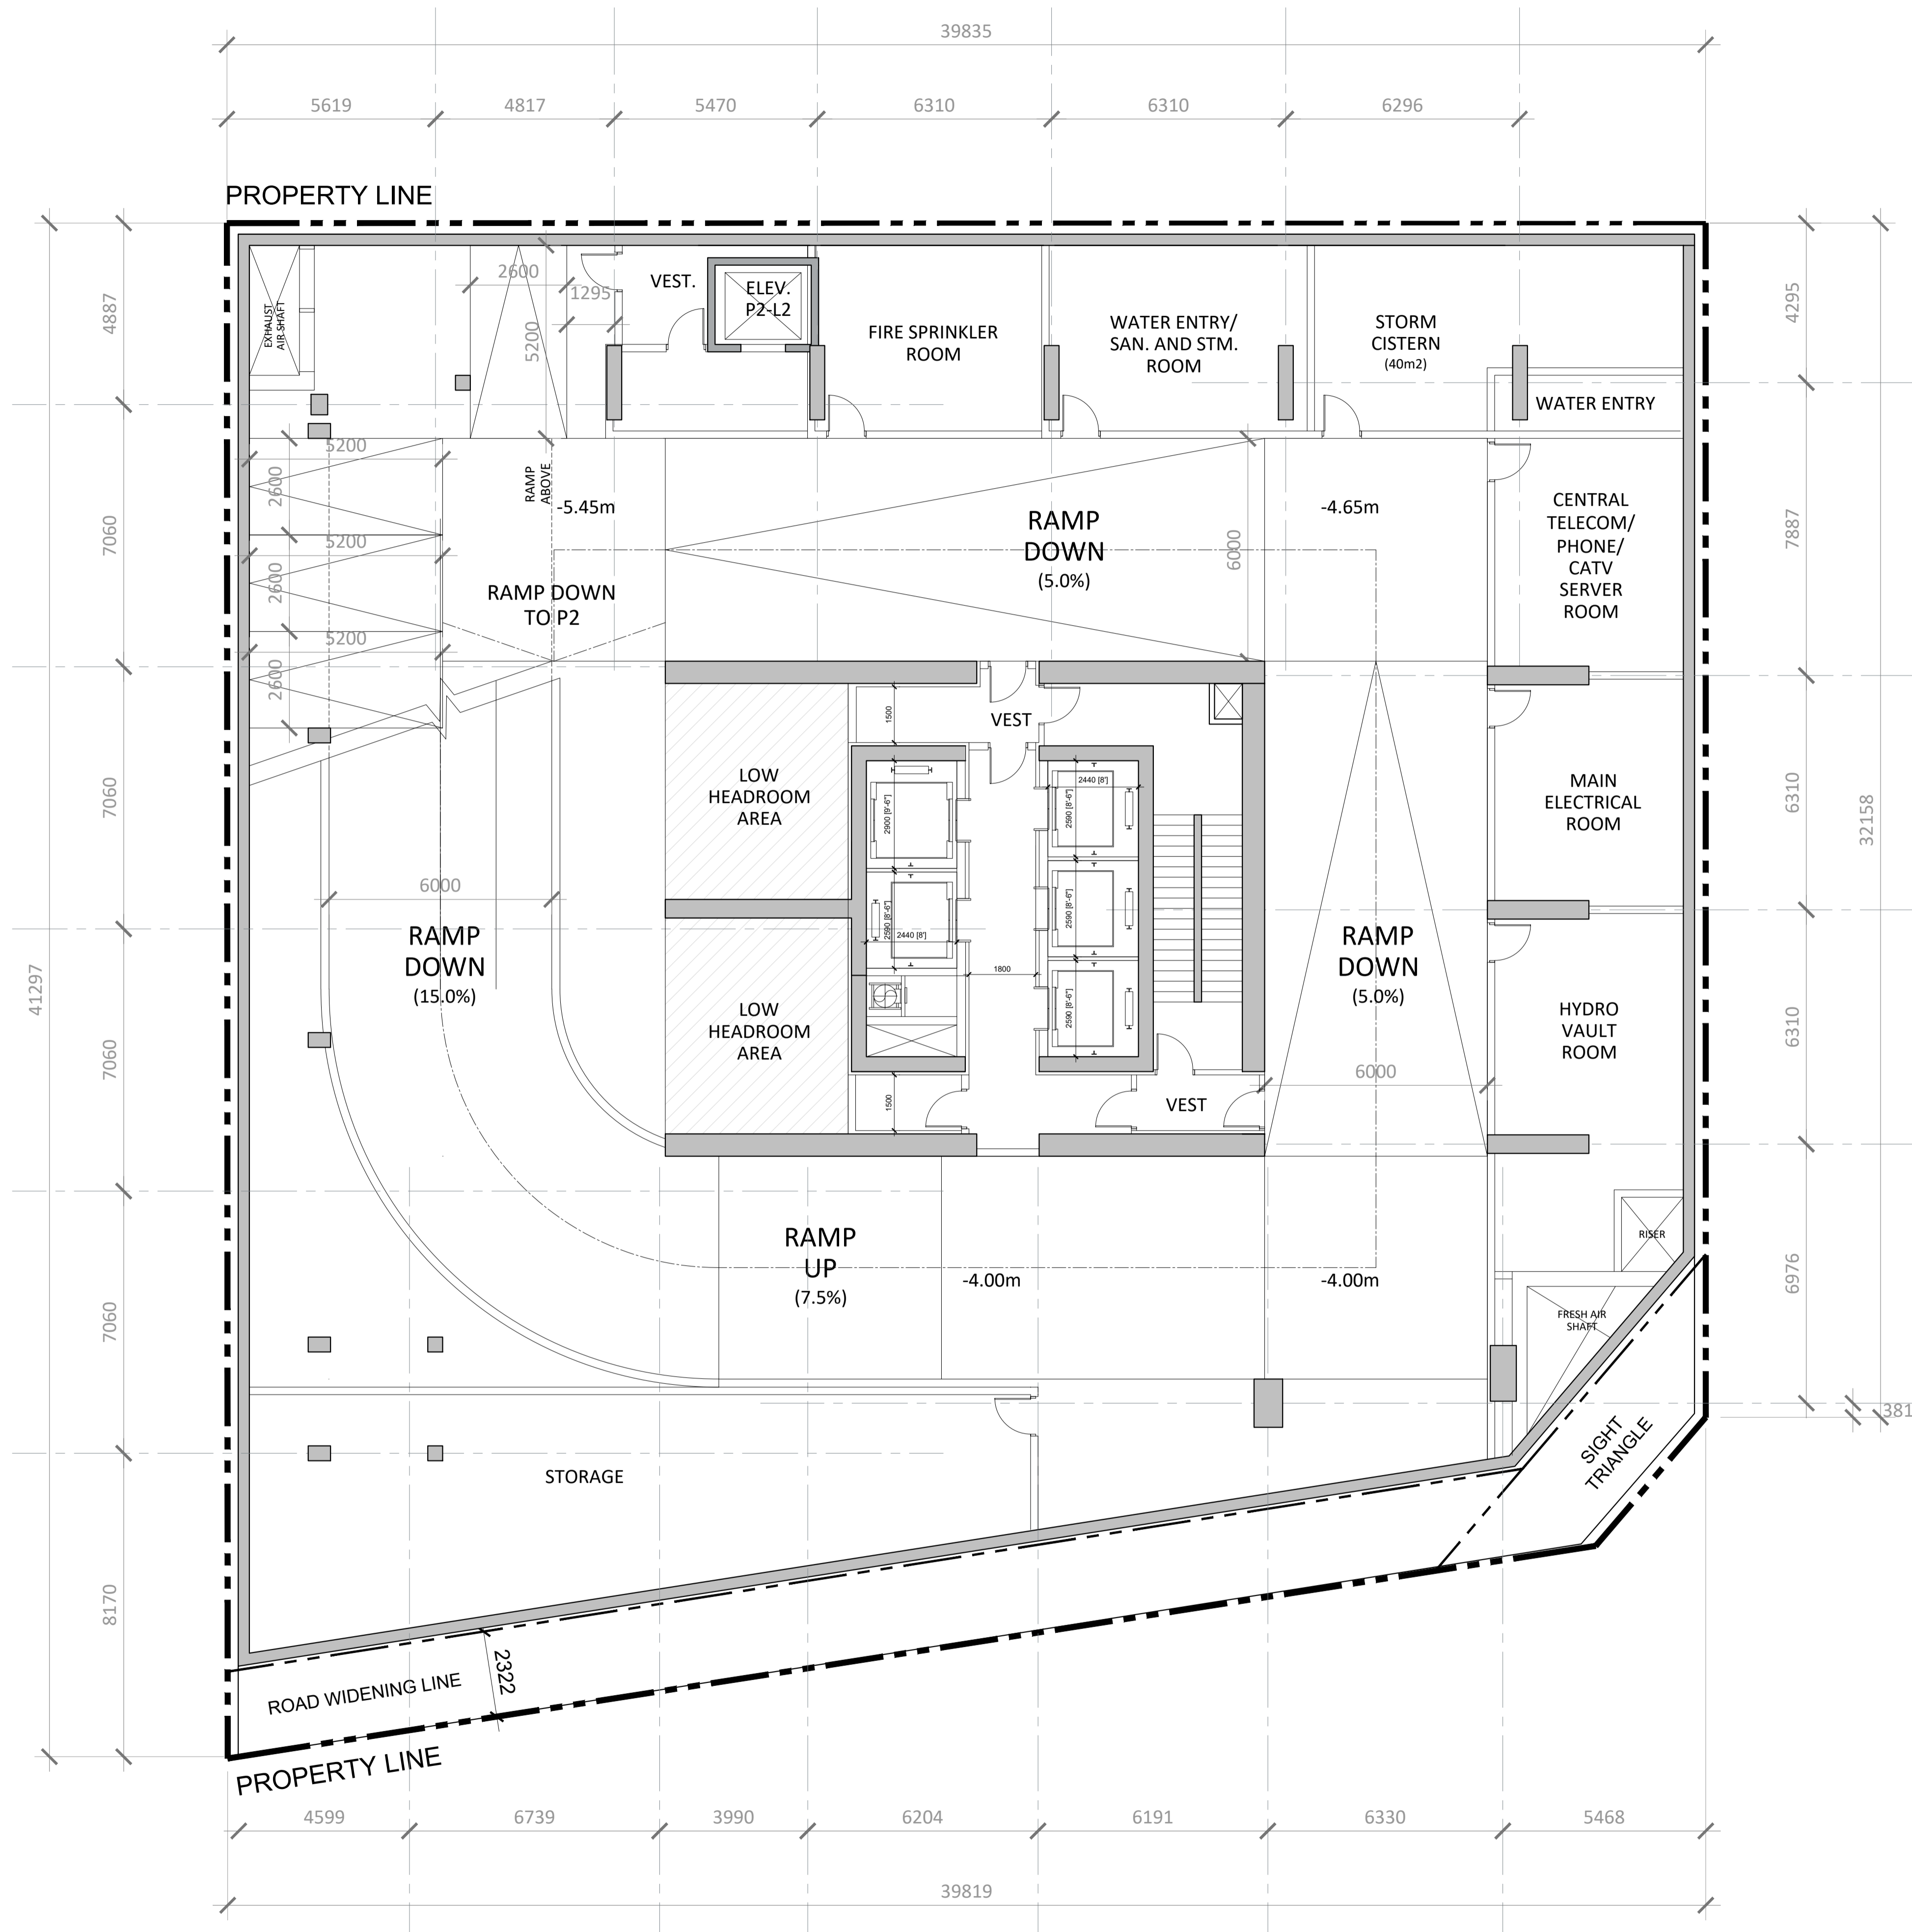 39835
5619
4817
5470
6310
6310
6296
PROPERTY LINE
4887
7060
7060
7060
7060
8170
41297
4295
7887
6310
6310
6976
32158
381
EXHAUST
AIR SHAFT
2600
1295
5200
VEST.
ELEV.
P2-L2
FIRE SPRINKLER
ROOM
WATER ENTRY/
SAN. AND STM.
ROOM
STORM
CISTERN
(40m2)
WATER ENTRY
5200
2600
5200
2600
5200
2600
RAMP
ABOVE
-5.45m
RAMP DOWN
TO P2
RAMP
DOWN
(5.0%)
6000
-4.65m
CENTRAL
TELECOM/
PHONE/
CATV
SERVER
ROOM
1500
VEST
LOW
HEADROOM
AREA
2900 [9'-6"]
2440 [8']
2590 [8'-6"]
MAIN
ELECTRICAL
ROOM
6000
RAMP
DOWN
(15.0%)
2590 [8'-6"]
2440 [8']
2590 [8'-6"]
1800
RAMP
DOWN
(5.0%)
LOW
HEADROOM
AREA
2590 [8'-6"]
HYDRO
VAULT
ROOM
1500
VEST
6000
RAMP
UP
(7.5%)
-4.00m
-4.00m
RISER
FRESH AIR
SHAFT
SIGHT
TRIANGLE
STORAGE
2322
ROAD WIDENING LINE
PROPERTY LINE
4599
6739
3990
6204
6191
6330
5468
39819